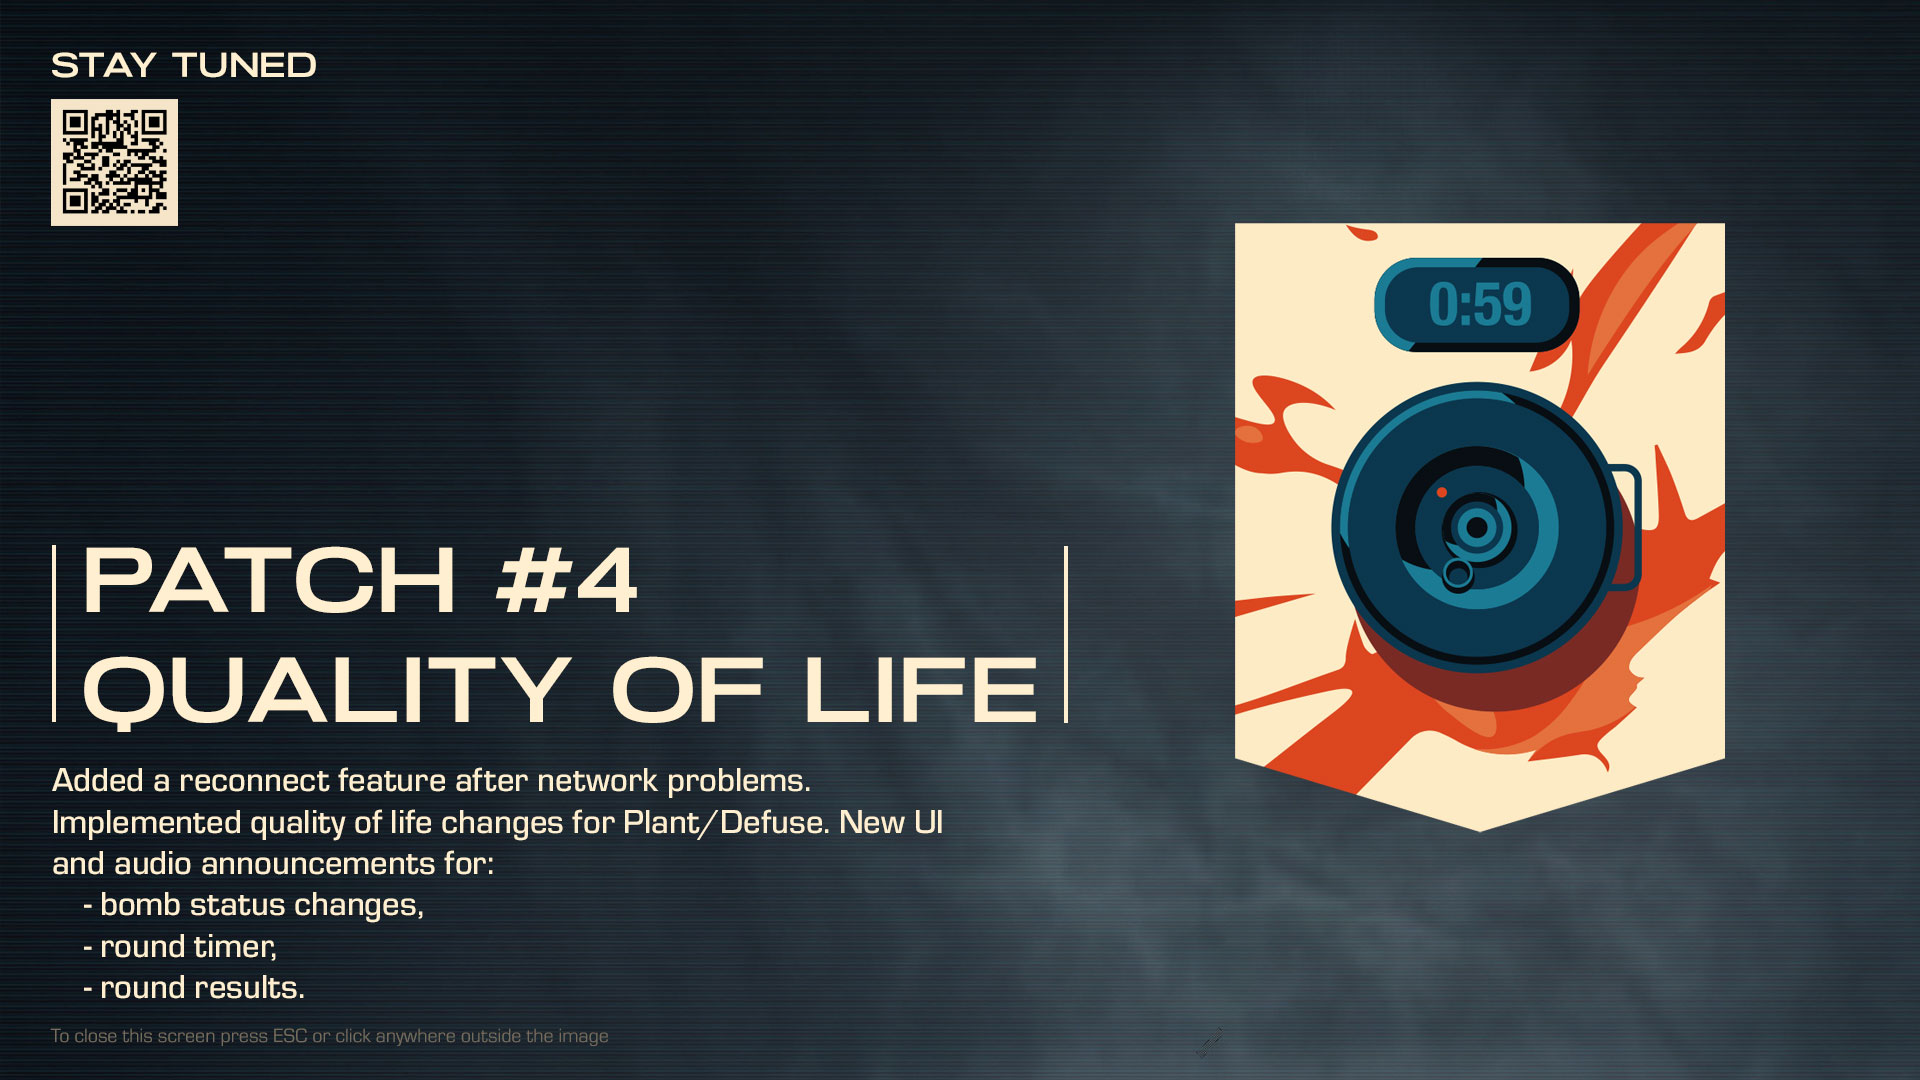 STAY TUNED
0:59
PATCH #4
QUALITY OF LIFE
Added a reconnect feature after network problems.
Implemented quality of life changes for Plant/Defuse. New UI
and audio announcements for:
- bomb status changes,
- round timer,
- round results.
To close this screen press ESC or click anywhere outside the image